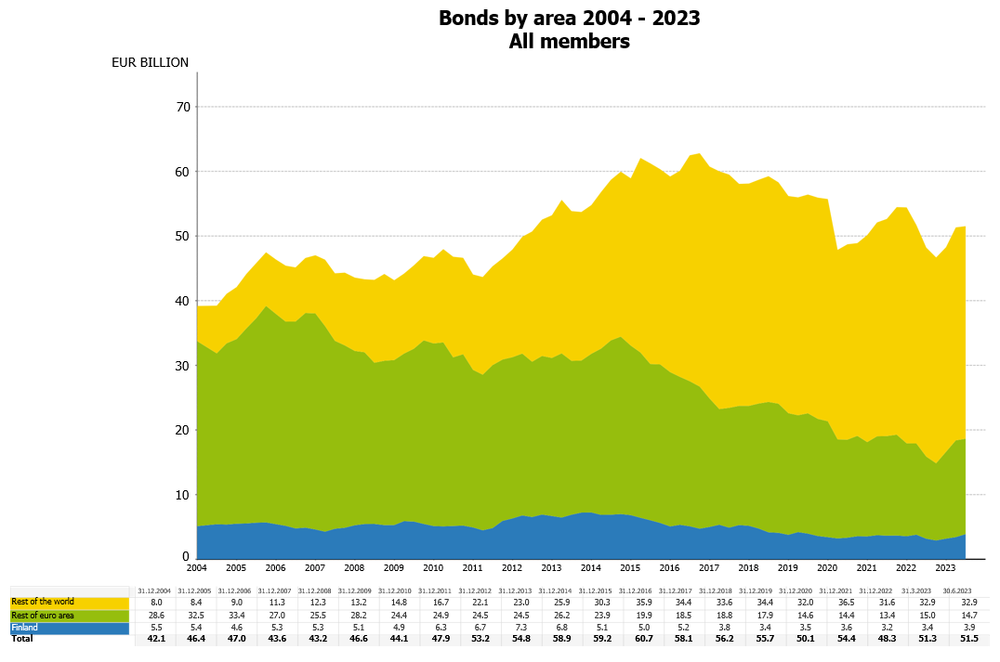 Bonds by area 2004 - 2023
All members
EUR BILLION
70
60
50
40
30
20
10
0
2004 2005 2006 2007 2008 2009 2010 2011 2012 2013 2014 2015 2016 2017 2018 2019 2020 2021 2022 2023
31.12.2004 31.12.2005 31.12.2006 31.12.2007 31.12.2008 31.12.2009 31.12.2010 31.12.2011 31.12.2012 31.12.2013 31.12.2014 31.12.2015 31.12.2016 31.12.2017 31.12.2018 31.12.2019 31.12.2020 31.12.2021 31.12.2022 31.3.2023 30.6.2023
Rest of the world 8.0 8.4 9.0 11.3 12.3 13.2 14.8 16.7 22.1 23.0 25.9 30.3 35.9 34.4 33.6 34.4 32.0 36.5 31.6 32.9 32.9
Rest of euro area 28.6 32.5 33.4 27.0 25.5 28.2 24.4 24.9 24.5 24.5 26.2 23.9 19.9 18.5 18.8 17.9 14.6 14.4 13.4 15.0 14.7
Finland 5.5 5.4 4.6 5.3 5.3 5.1 4.9 6.3 6.7 7.3 6.8 5.1 5.0 5.2 3.8 3.4 3.5 3.6 3.2 3.4 3.9
Total 42.1 46.4 47.0 43.6 43.2 46.6 44.1 47.9 53.2 54.8 58.9 59.2 60.7 58.1 56.2 55.7 50.1 54.4 48.3 51.3 51.5